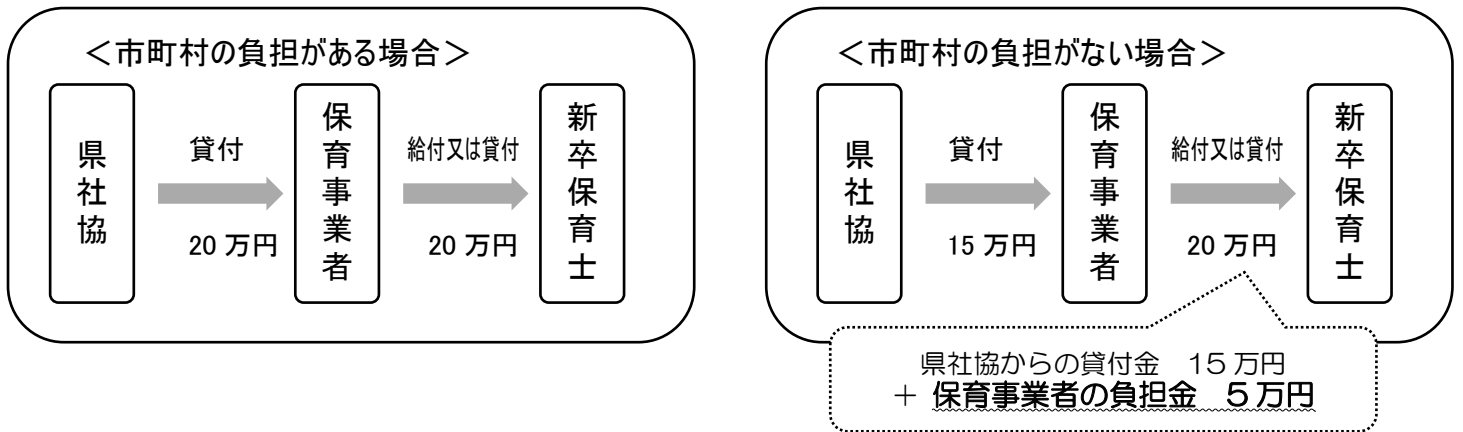 ＜市町村の負担がある場合＞
県社協
貸付
20 万円
保育事業者
給付又は貸付
20 万円
新卒保育士
＜市町村の負担がない場合＞
県社協
貸付
15 万円
保育事業者
給付又は貸付
20 万円
新卒保育士
県社協からの貸付金　15 万円
＋ 保育事業者の負担金　５万円